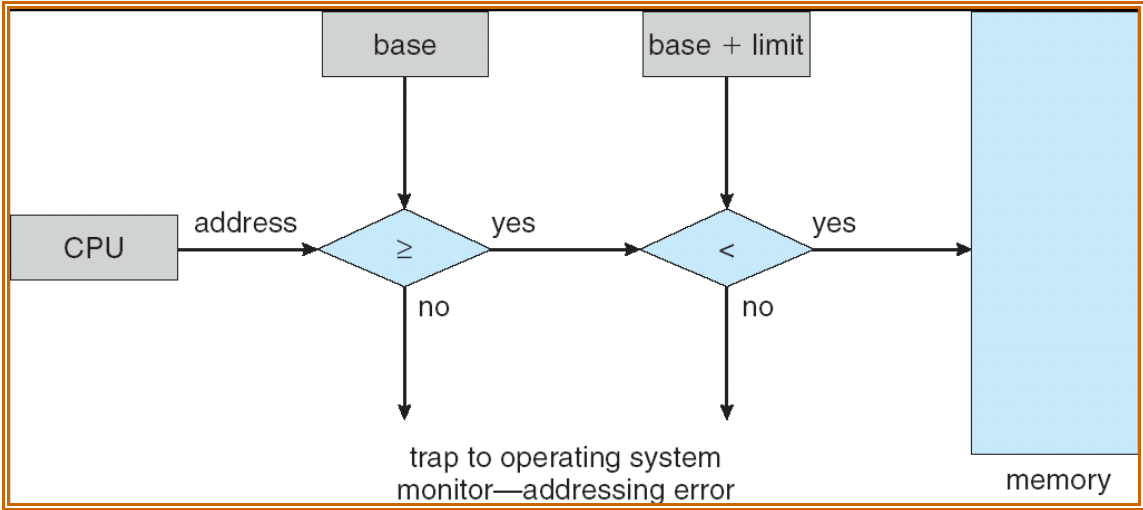 base
base + limit
CPU
address
≥
yes
<
yes
no
no
trap to operating system
monitor—addressing error
memory